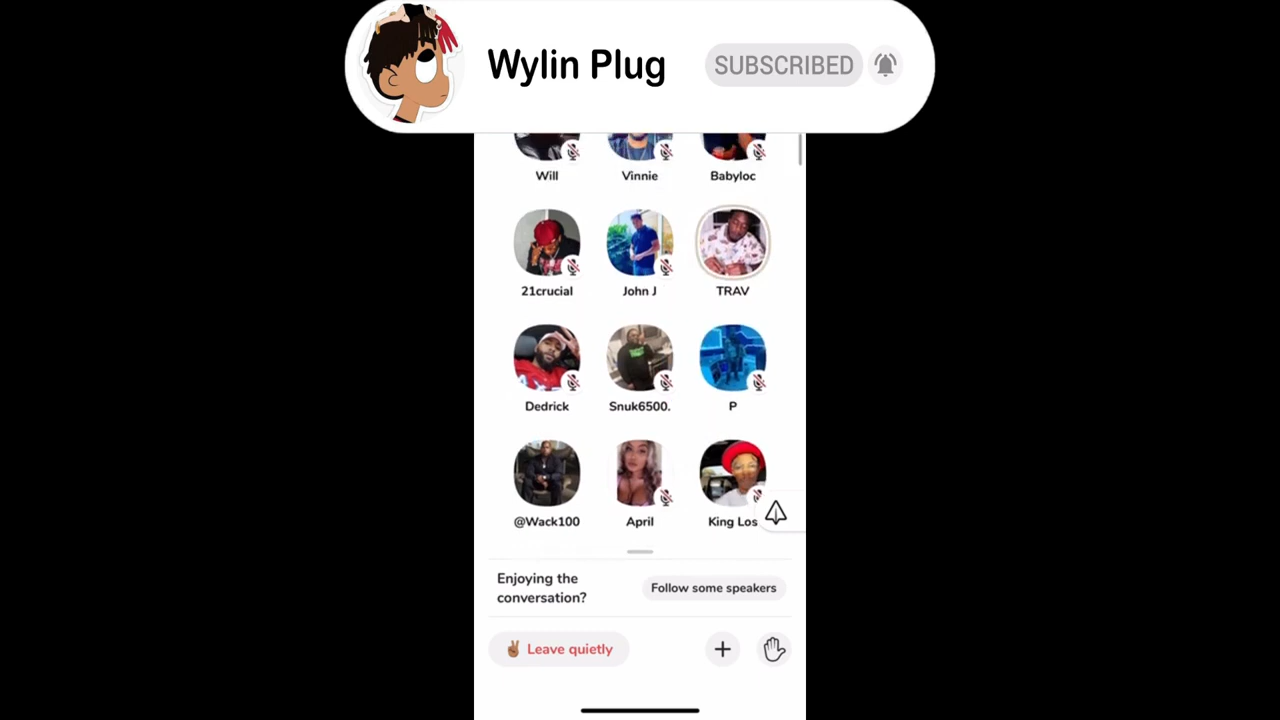 Wylin Plug SUBSCRIBED
Will Vinnie Babyloc
21crucial John J TRAV
Dedrick Snuk6500. P
@Wack100 April King Los
Enjoying the
conversation?
Follow some speakers
✌🏽 Leave quietly